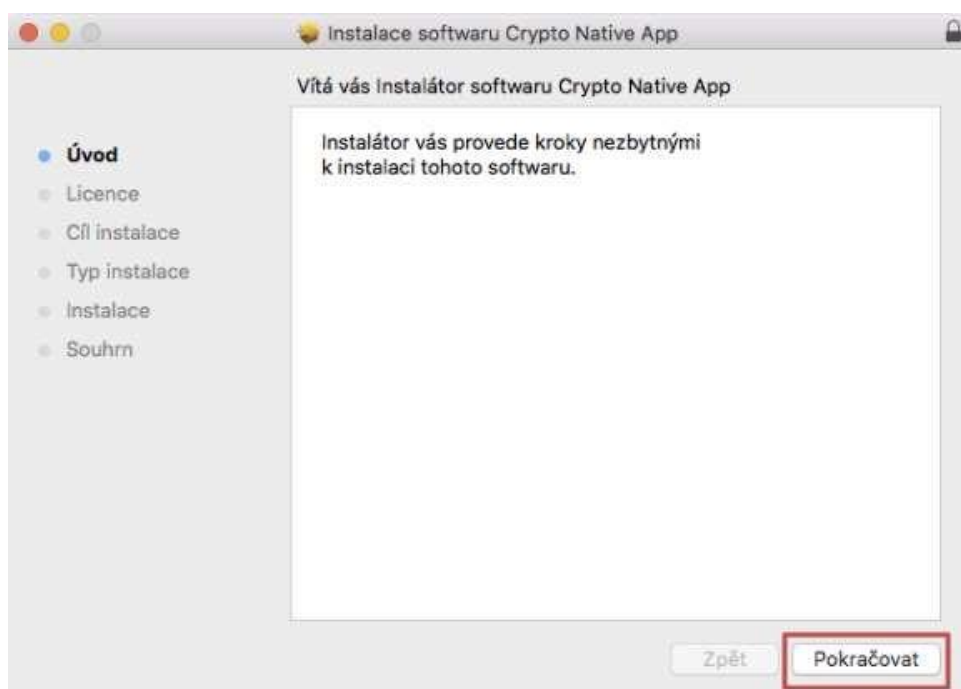 Instalace softwaru Crypto Native App
Vítá vás Instalátor softwaru Crypto Native App
Úvod
Licence
Cíl instalace
Typ instalace
Instalace
Souhrn
Instalátor vás provede kroky nezbytnými
k instalaci tohoto softwaru.
Zpět
Pokračovat